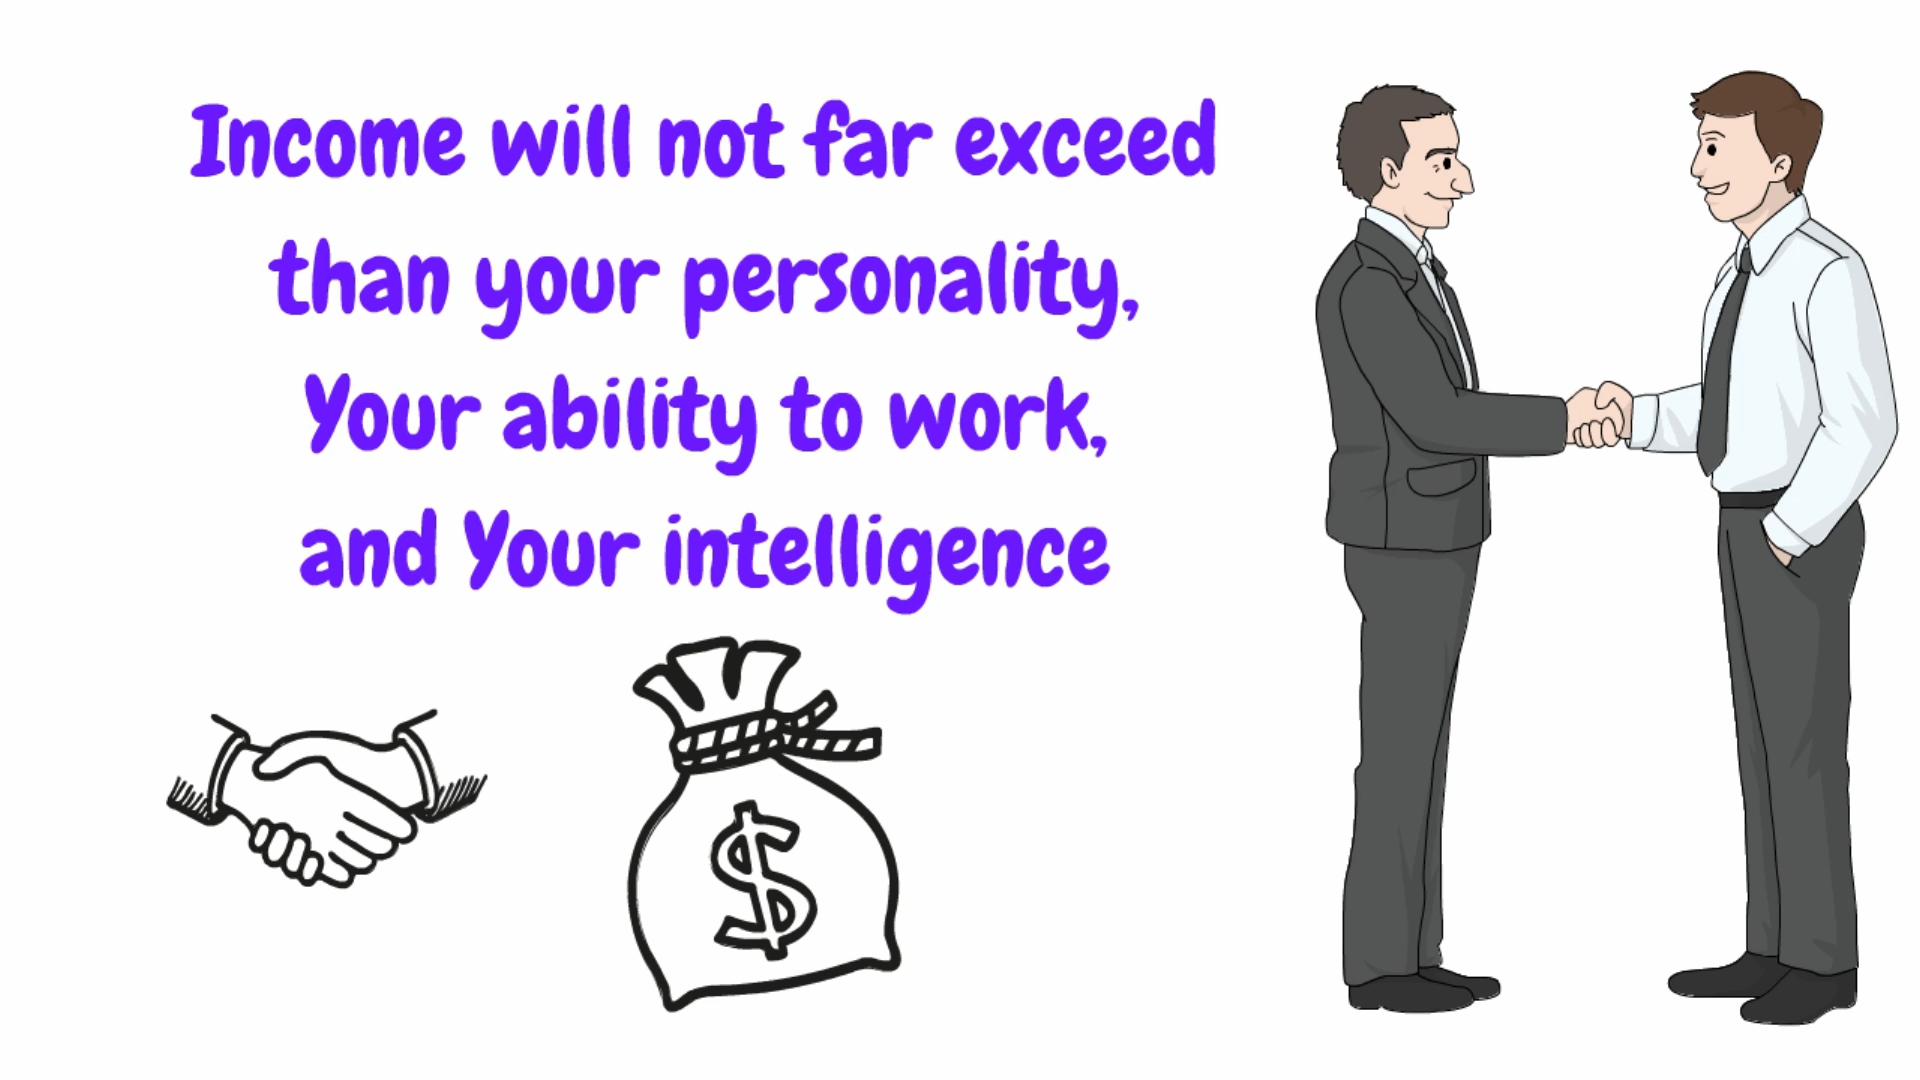 Income will not far exceed
than your personality,
Your ability to work,
and Your intelligence
$